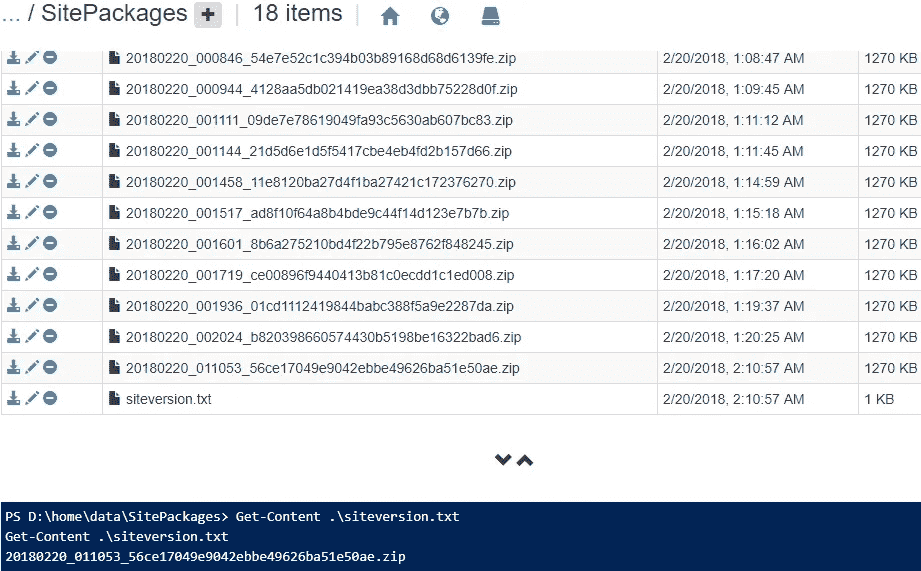 ... / SitePackages + | 18 items |
20180220_000846_54e7e52c1c394b03b89168d68d6139fe.zip 2/20/2018, 1:08:47 AM 1270 KB
20180220_000944_4128aa5db021419ea38d3dbb75228d0f.zip 2/20/2018, 1:09:45 AM 1270 KB
20180220_001111_09de7e78619049fa93c5630ab607bc83.zip 2/20/2018, 1:11:12 AM 1270 KB
20180220_001144_21d5d6e1d5f5417cbe4eb4fd2b157d66.zip 2/20/2018, 1:11:45 AM 1270 KB
20180220_001458_11e8120ba27d4f1ba27421c172376270.zip 2/20/2018, 1:14:59 AM 1270 KB
20180220_001517_ad8f10f64a8b4bde9c44f14d123e7b7b.zip 2/20/2018, 1:15:18 AM 1270 KB
20180220_001601_8b6a275210bd4f22b795e8762f848245.zip 2/20/2018, 1:16:02 AM 1270 KB
20180220_001719_ce00896f9440413b81c0ecdd1c1ed008.zip 2/20/2018, 1:17:20 AM 1270 KB
20180220_001936_01cd1112419844babc388f5a9e2287da.zip 2/20/2018, 1:19:37 AM 1270 KB
20180220_002024_b820398660574430b5198be16322bad6.zip 2/20/2018, 1:20:25 AM 1270 KB
20180220_011053_56ce17049e9042ebbe49626ba51e50ae.zip 2/20/2018, 2:10:57 AM 1270 KB
siteversion.txt 2/20/2018, 2:10:57 AM 1 KB
PS D:\home\data\SitePackages> Get-Content .\siteversion.txt
Get-Content .\siteversion.txt
20180220_011053_56ce17049e9042ebbe49626ba51e50ae.zip